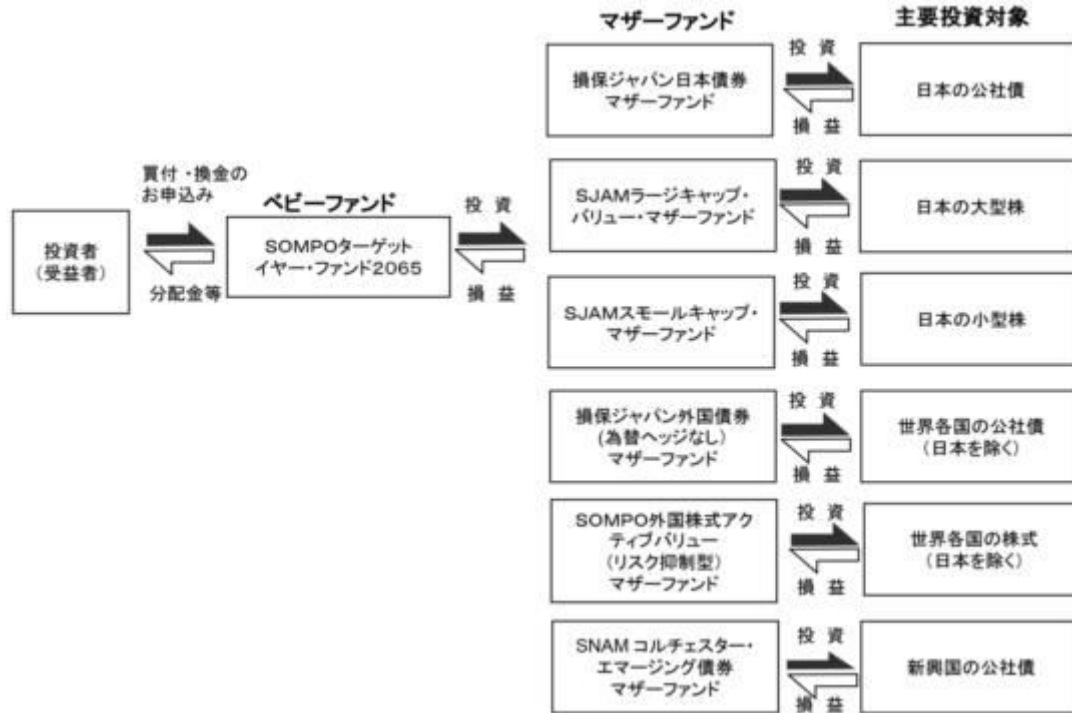 マザーファンド
主要投資対象
損保ジャパン日本債券
マザーファンド
投 資
損 益
日本の公社債
買付・換金の
お申込み
投資者
(受益者)
分配金等
ベビーファンド
SOMPOターゲット
イヤー・ファンド2065
投 資
損 益
SJAMラージキャップ・
バリュー・マザーファンド
投 資
損 益
日本の大型株
SJAMスモールキャップ・
マザーファンド
投 資
損 益
日本の小型株
損保ジャパン外国債券
(為替ヘッジなし)
マザーファンド
投 資
損 益
世界各国の公社債
(日本を除く)
SOMPO外国株式アク
ティブバリュー
(リスク抑制型)
マザーファンド
投 資
損 益
世界各国の株式
(日本を除く)
SNAM コルチェスター・
エマージング債券
マザーファンド
投 資
損 益
新興国の公社債